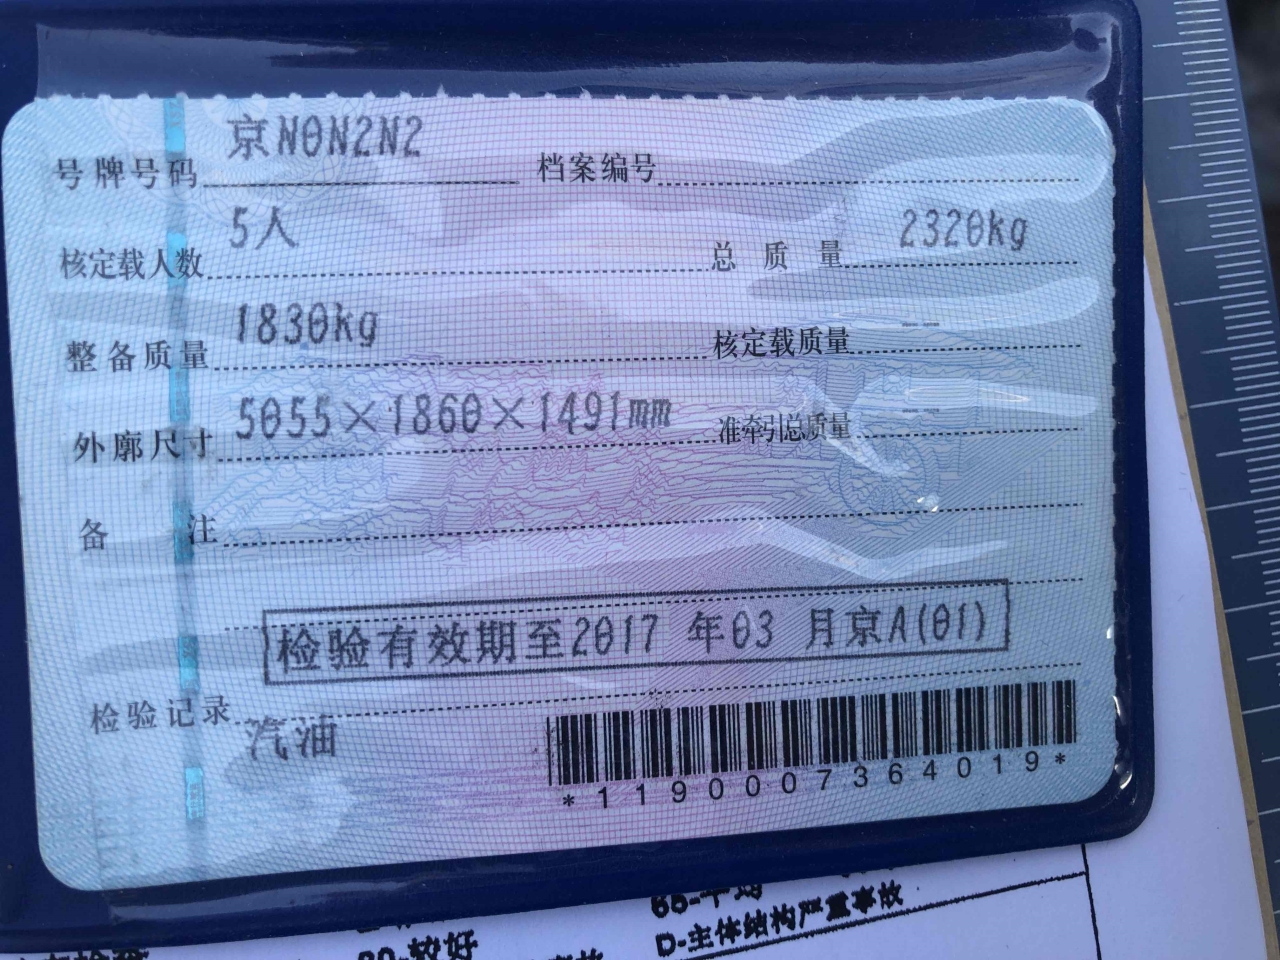 号牌号码 京N0N2N2 档案编号
核定载人数 5人 总质量 2320kg
整备质量 1830kg 核定载质量
外廓尺寸 5055×1860×1491mm 准牵引总质量
备注
检验有效期至2017 年03 月京A(01)
检验记录
汽油
*1190007364019*
D-主体结构严重事故
80-较好